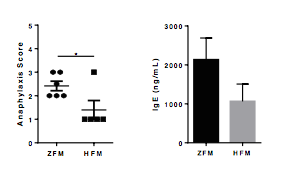 5
4
3
2
1
0
Anaphylaxis Score
*
ZFM HFM
3000
2000
1000
0
IgE (ng/mL)
ZFM HFM